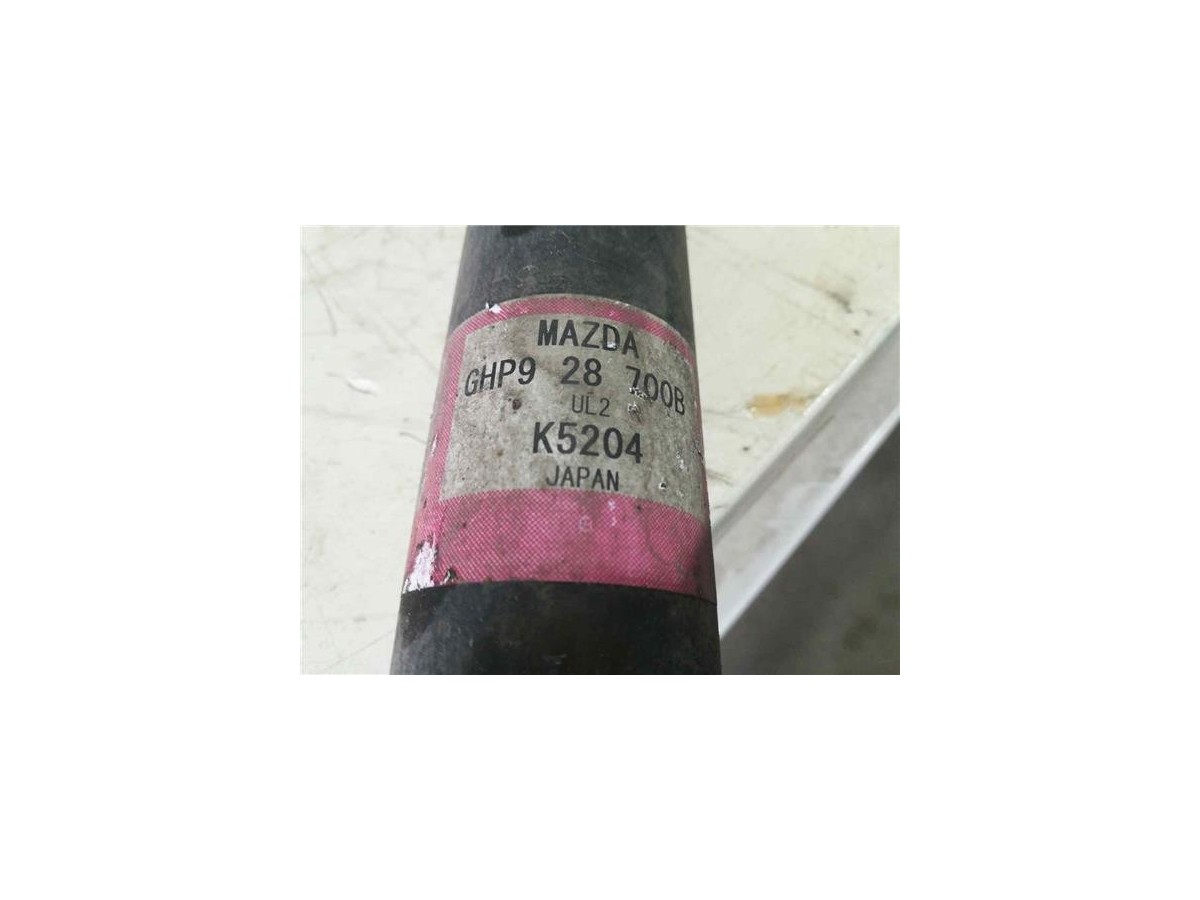 MAZDA
GHP9 28 700B
UL2
K5204
JAPAN